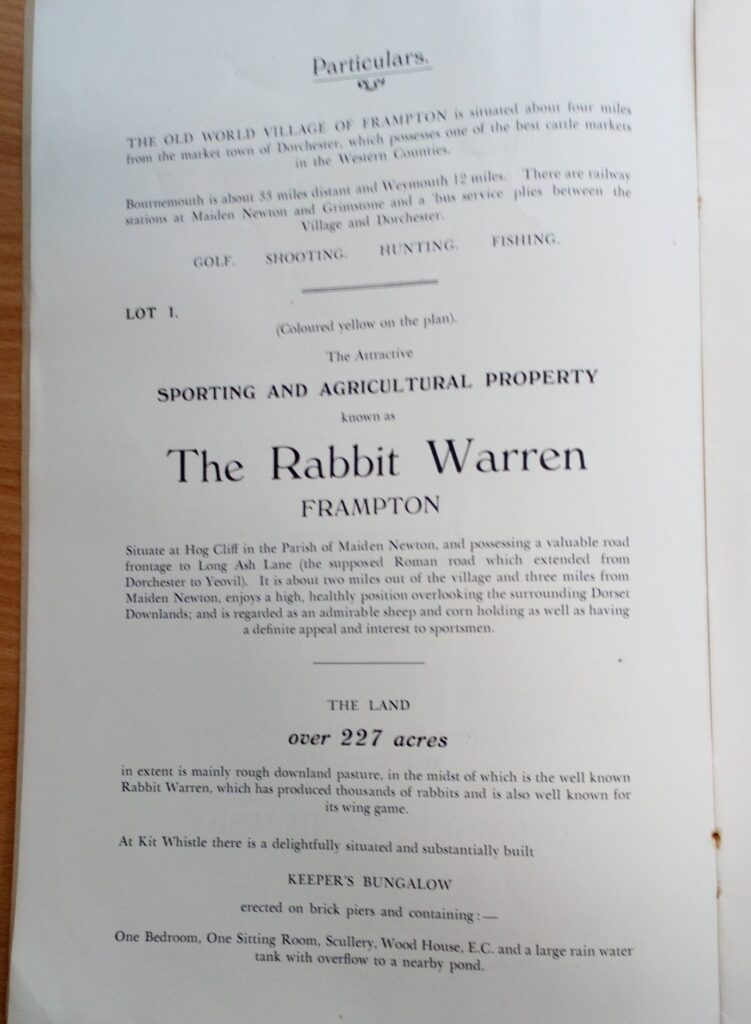 Particulars.
THE OLD WORLD VILLAGE OF FRAMPTON is situated about four miles
from the market town of Dorchester, which possesses one of the best cattle markets
in the Western Counties.
Bournemouth is about 33 miles distant and Weymouth 12 miles. There are railway
stations at Maiden Newton and Grimstone and a 'bus service plies between the
Village and Dorchester.
GOLF. SHOOTING. HUNTING. FISHING.
LOT 1.
(Coloured yellow on the plan).
The Attractive
SPORTING AND AGRICULTURAL PROPERTY
known as
The Rabbit Warren
FRAMPTON
Situate at Hog Cliff in the Parish of Maiden Newton, and possessing a valuable road
frontage to Long Ash Lane (the supposed Roman road which extended from
Dorchester to Yeovil). It is about two miles out of the village and three miles from
Maiden Newton, enjoys a high, healthly position overlooking the surrounding Dorset
Downlands; and is regarded as an admirable sheep and corn holding as well as having
a definite appeal and interest to sportsmen.
THE LAND
over 227 acres
in extent is mainly rough downland pasture, in the midst of which is the well known
Rabbit Warren, which has produced thousands of rabbits and is also well known for
its wing game.
At Kit Whistle there is a delightfully situated and substantially built
KEEPER'S BUNGALOW
erected on brick piers and containing:—
One Bedroom, One Sitting Room, Scullery, Wood House, E.C. and a large rain water
tank with overflow to a nearby pond.